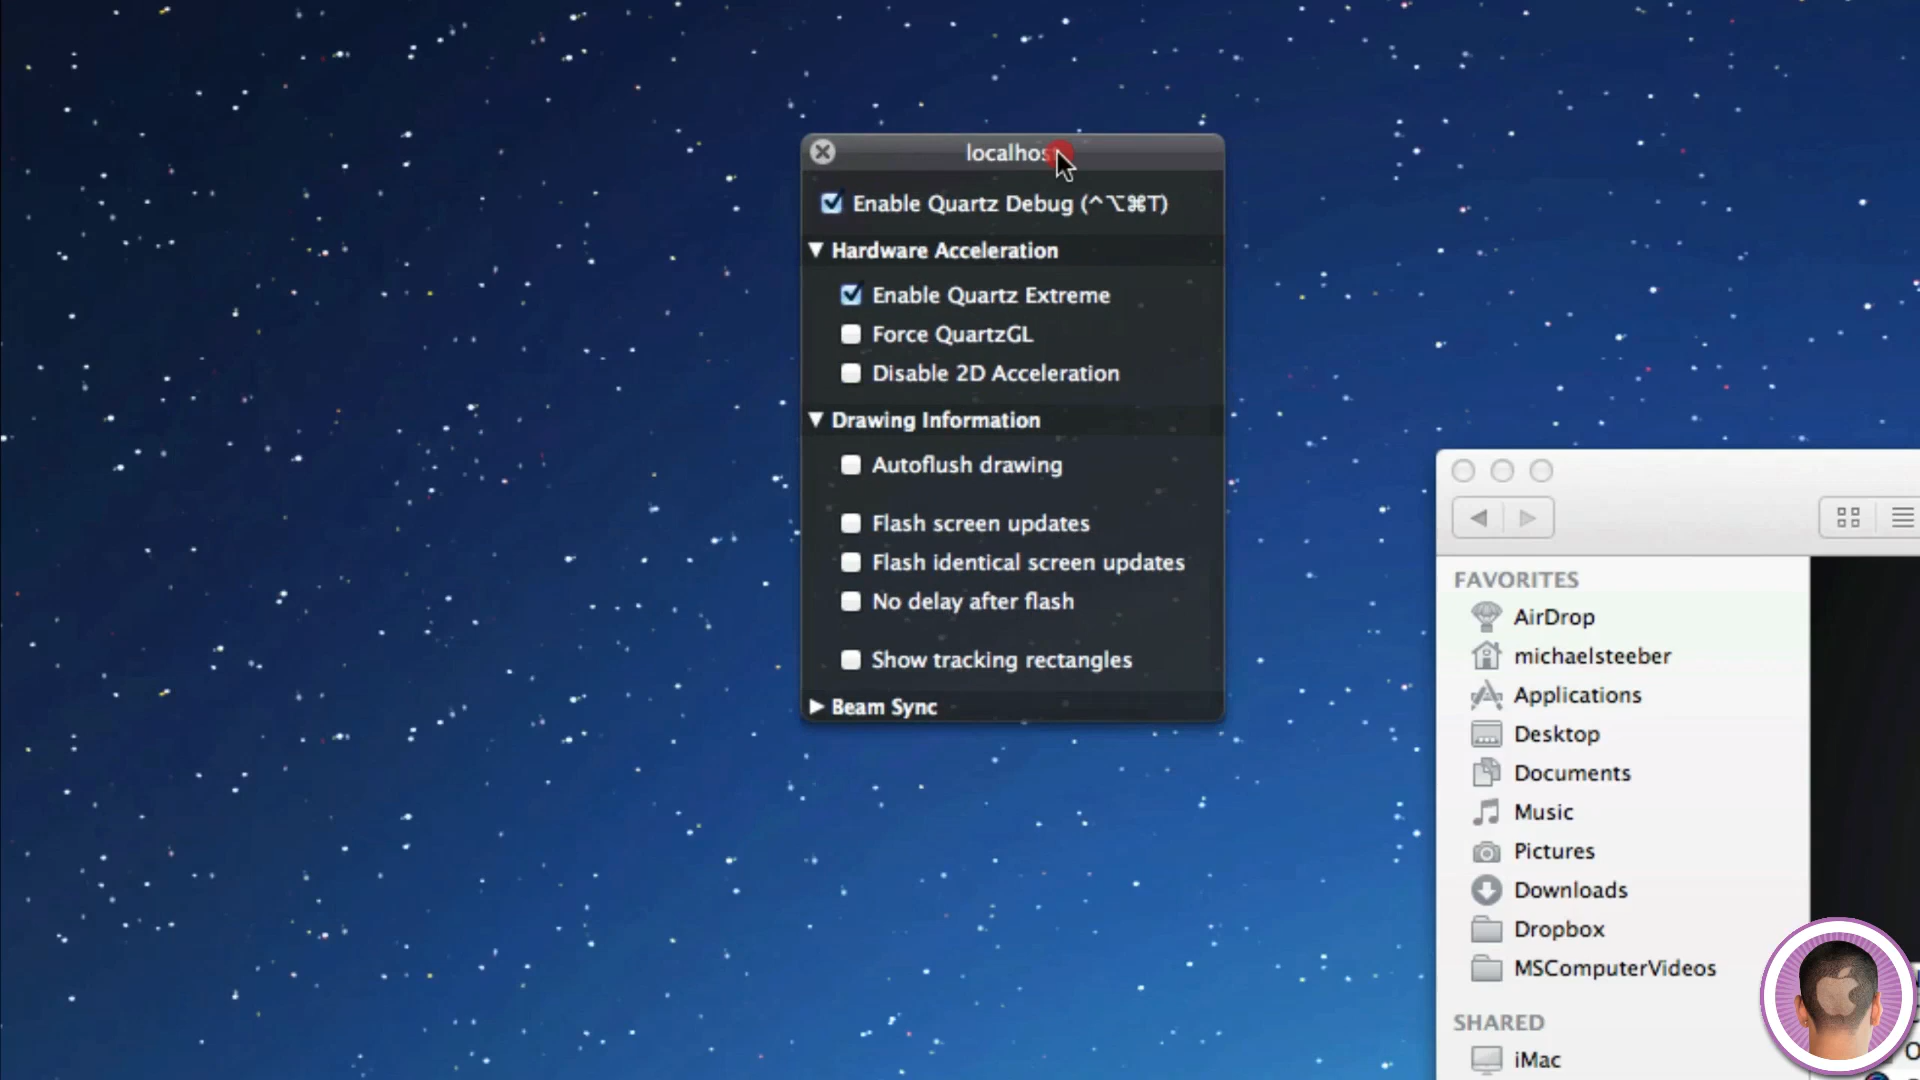 localhos
Enable Quartz Debug (^⌥⌘T)
Hardware Acceleration
Enable Quartz Extreme
Force QuartzGL
Disable 2D Acceleration
Drawing Information
Autoflush drawing
Flash screen updates
Flash identical screen updates
No delay after flash
Show tracking rectangles
Beam Sync
FAVORITES
AirDrop
michaelsteeber
Applications
Desktop
Documents
Music
Pictures
Downloads
Dropbox
MSComputerVideos
SHARED
iMac